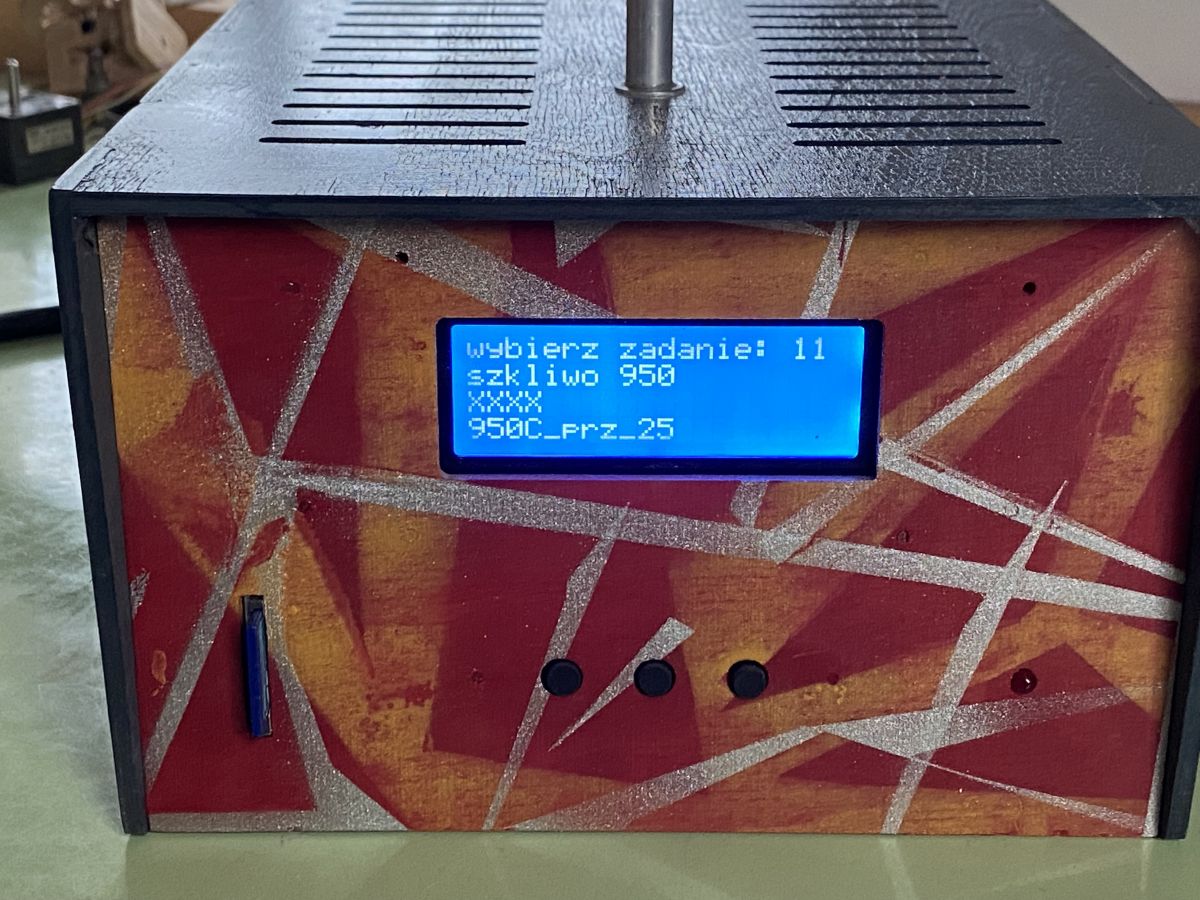 wybierz zadanie: 11
szkliwo 950
XXXX
950C_prz_25